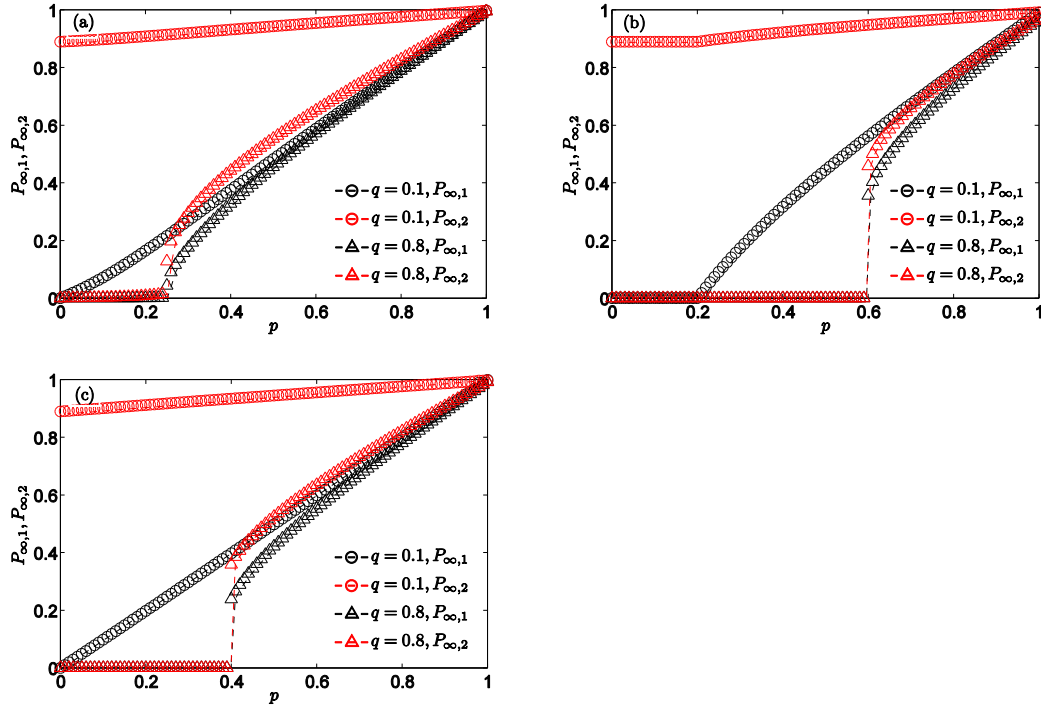 (a)
1
0.8
0.6
0.4
0.2
0
P∞,1, P∞,2
q = 0.1, P∞,1
q = 0.1, P∞,2
q = 0.8, P∞,1
q = 0.8, P∞,2
0 0.2 0.4 0.6 0.8 1
p
(b)
1
0.8
0.6
0.4
0.2
0
P∞,1, P∞,2
q = 0.1, P∞,1
q = 0.1, P∞,2
q = 0.8, P∞,1
q = 0.8, P∞,2
0 0.2 0.4 0.6 0.8 1
p
(c)
1
0.8
0.6
0.4
0.2
0
P∞,1, P∞,2
q = 0.1, P∞,1
q = 0.1, P∞,2
q = 0.8, P∞,1
q = 0.8, P∞,2
0 0.2 0.4 0.6 0.8 1
p